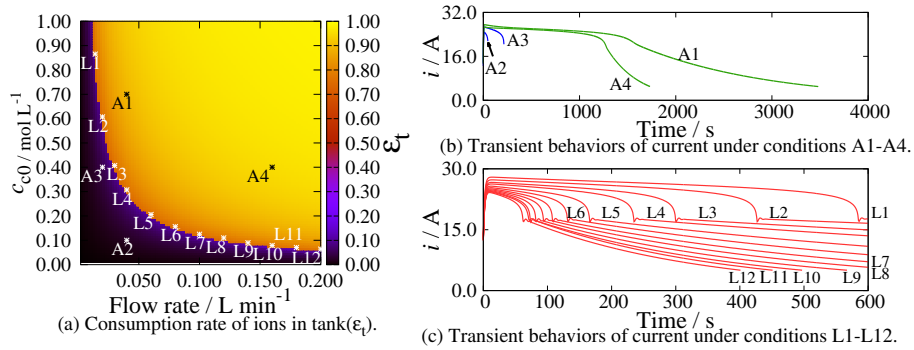 1.00
0.90
0.80
0.70
0.60
0.50
0.40
0.30
0.20
0.10
0.00
c_c0 / mol L⁻¹
0.050
0.100
0.150
0.200
Flow rate / L min⁻¹
L1
L2
A1
A3
L3
A4
L4
L5
L6
L7
L8
L9
L10
L11
L12
A2
1.00
0.90
0.80
0.70
0.60
0.50
0.40
0.30
0.20
0.10
0.00
ε_t
(a) Consumption rate of ions in tank(ε_t).
32.0
16.0
0.0
i / A
A3
A2
A1
A4
0 1000 2000 3000 4000
Time / s
(b) Transient behaviors of current under conditions A1-A4.
30.0
15.0
0.0
i / A
L6 L5 L4 L3 L2 L1
L7
L12 L11 L10 L9 L8
0 100 200 300 400 500 600
Time / s
(c) Transient behaviors of current under conditions L1-L12.